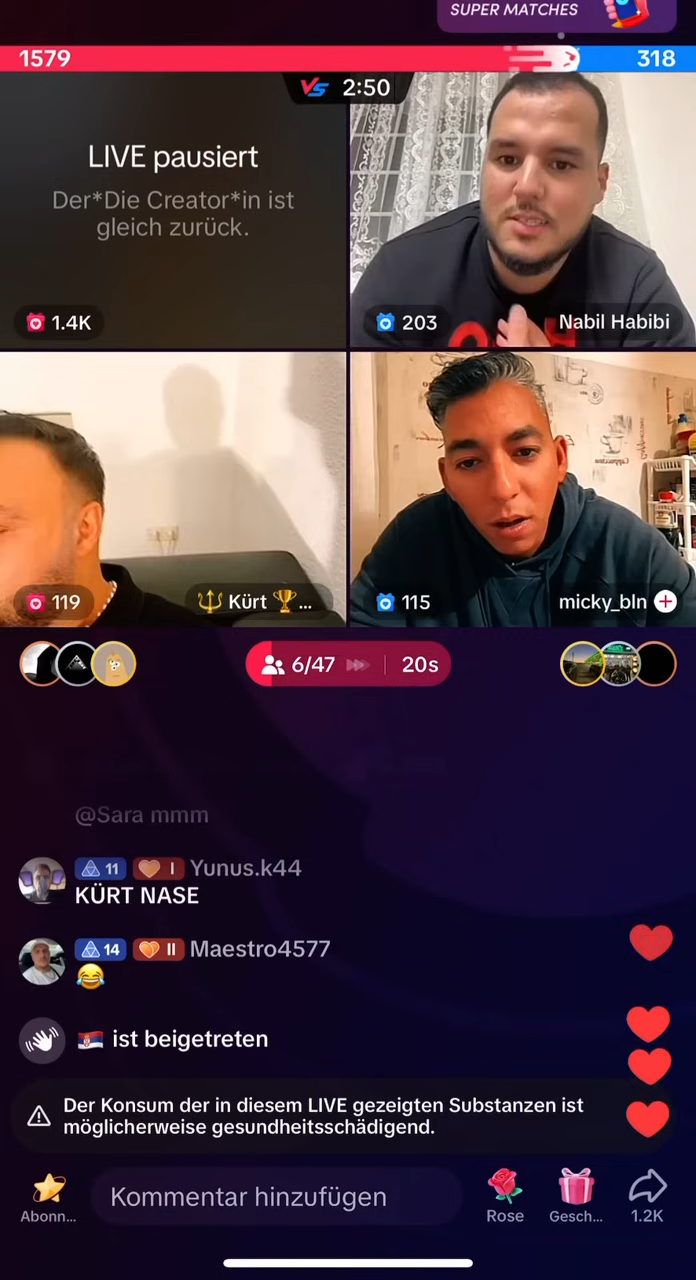 SUPER MATCHES
1579
318
VS 2:50
LIVE pausiert
Der*Die Creator*in ist
gleich zurück.
1.4K
203
Nabil Habibi
119
Kürt 🏆...
115
micky_bln
6/47
20s
@Sara mmm
11 I Yunus.k44
KÜRT NASE
14 II Maestro4577
😂
🇷🇸 ist beigetreten
Der Konsum der in diesem LIVE gezeigten Substanzen ist
möglicherweise gesundheitsschädigend.
Kommentar hinzufügen
Abonn...
Rose
Gesch...
1.2K